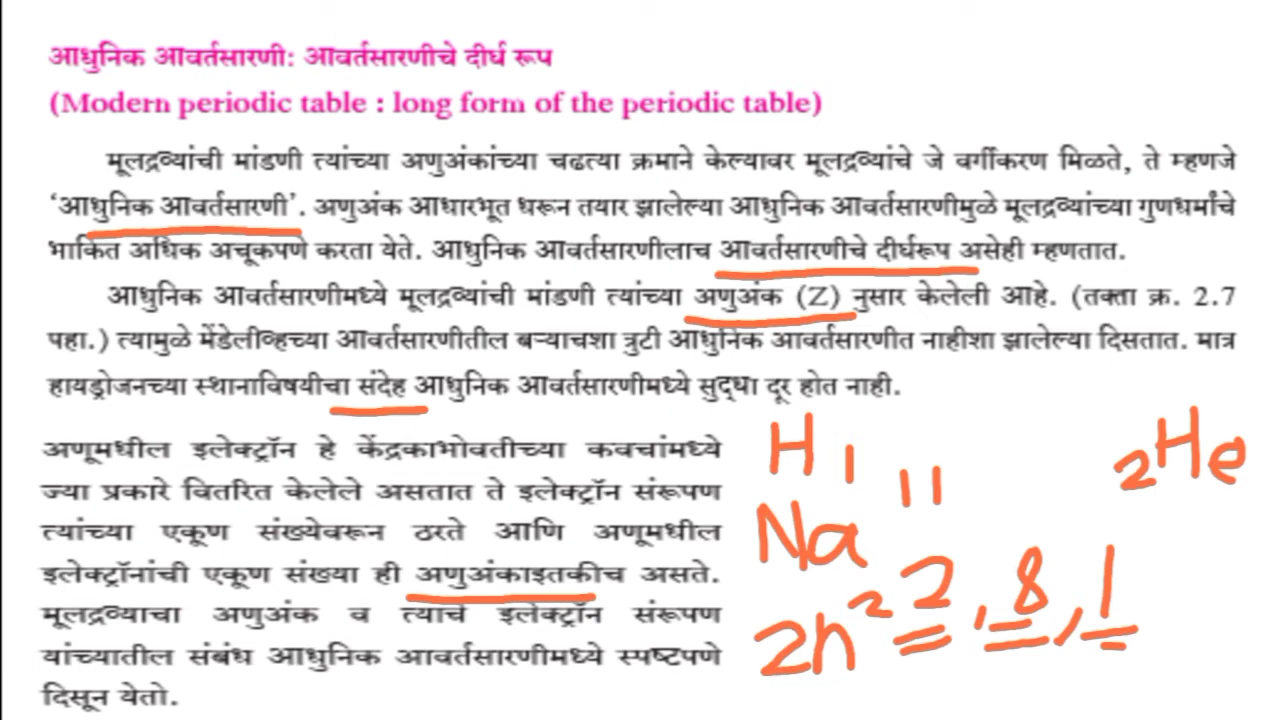 आधुनिक आवर्तसारणी: आवर्तसारणीचे दीर्घ रूप
(Modern periodic table : long form of the periodic table)
मूलद्रव्यांची मांडणी त्यांच्या अणुअंकांच्या चढत्या क्रमाने केल्यावर मूलद्रव्यांचे जे वर्गीकरण मिळते, ते म्हणजे
‘आधुनिक आवर्तसारणी’. अणुअंक आधारभूत धरून तयार झालेल्या आधुनिक आवर्तसारणीमुळे मूलद्रव्यांच्या गुणधर्मांचे
भाकित अधिक अचूकपणे करता येते. आधुनिक आवर्तसारणीलाच आवर्तसारणीचे दीर्घरूप असेही म्हणतात.
आधुनिक आवर्तसारणीमध्ये मूलद्रव्यांची मांडणी त्यांच्या अणुअंक (Z) नुसार केलेली आहे. (तक्ता क्र. 2.7
पहा.) त्यामुळे मेंडेलीव्हच्या आवर्तसारणीतील बऱ्याचशा त्रुटी आधुनिक आवर्तसारणीत नाहीशा झालेल्या दिसतात. मात्र
हायड्रोजनच्या स्थानाविषयीचा संदेह आधुनिक आवर्तसारणीमध्ये सुद्धा दूर होत नाही.
अणूमधील इलेक्ट्रॉन हे केंद्रकाभोवतीच्या कवचांमध्ये
ज्या प्रकारे वितरित केलेले असतात ते इलेक्ट्रॉन संरूपण
त्यांच्या एकूण संख्येवरून ठरते आणि अणूमधील
इलेक्ट्रॉनांची एकूण संख्या ही अणुअंकाइतकीच असते.
मूलद्रव्याचा अणुअंक व त्याचे इलेक्ट्रॉन संरूपण
यांच्यातील संबंध आधुनिक आवर्तसारणीमध्ये स्पष्टपणे
दिसून येतो.
H 1 2He
Na 11
2n² 2, 8, 1